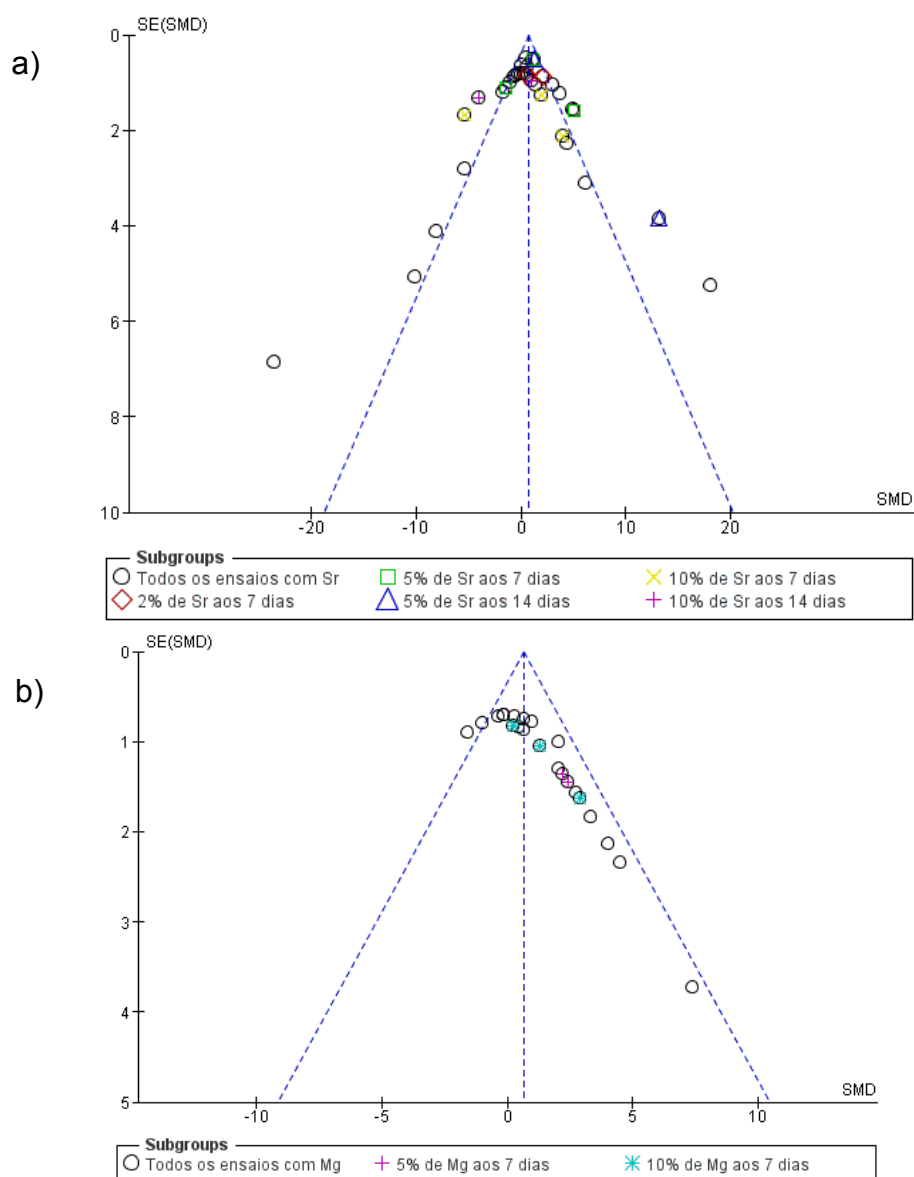 a)
SE(SMD)
0
2
4
6
8
10
-20 -10 0 10 20
SMD
Subgroups
Todos os ensaios com Sr 5% de Sr aos 7 dias 10% de Sr aos 7 dias
2% de Sr aos 7 dias 5% de Sr aos 14 dias 10% de Sr aos 14 dias
b)
SE(SMD)
0
1
2
3
4
5
-10 -5 0 5 10
SMD
Subgroups
Todos os ensaios com Mg 5% de Mg aos 7 dias 10% de Mg aos 7 dias